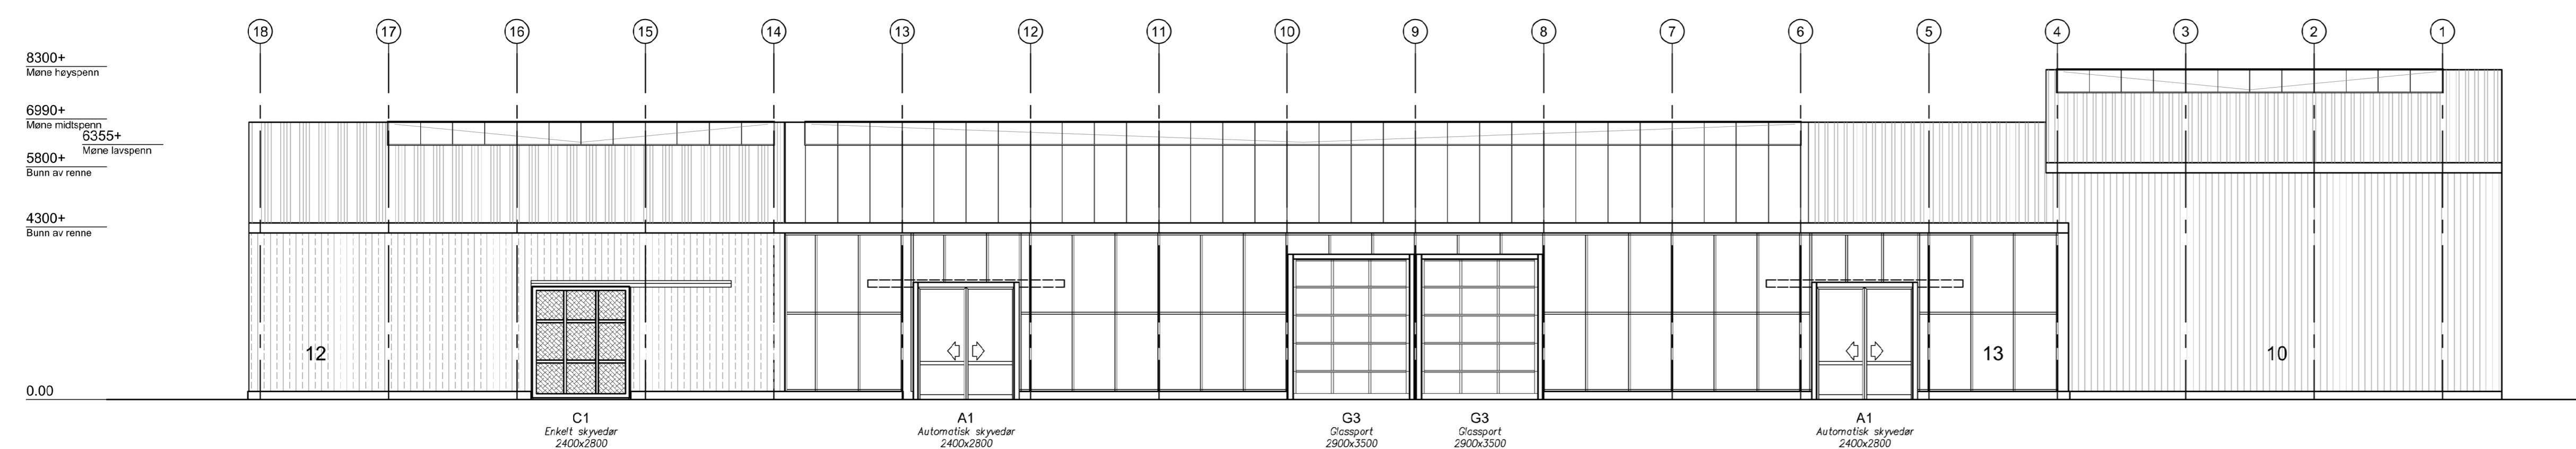 18 17 16 15 14 13 12 11 10 9 8 7 6 5 4 3 2 1
8300+
Møne høyspenn
6990+
Møne midtspenn
6355+
Møne lavspenn
5800+
Bunn av renne
4300+
Bunn av renne
12 13 10
0.00
C1 A1 G3 G3 A1
Enkelt skyvedør Automatisk skyvedør Glassport Glassport Automatisk skyvedør
2400x2800 2400x2800 2900x3500 2900x3500 2400x2800